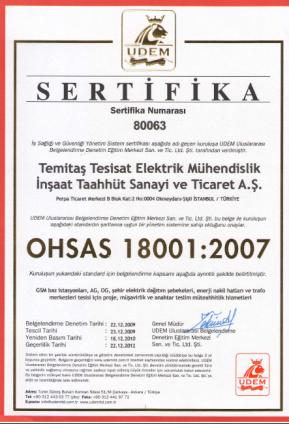 UDEM
SERTİFİKA
Sertifika Numarası
80063
İş Sağlığı ve Güvenliği Yönetim Sistem sertifikası aşağıda adı geçen kuruluşa UDEM Uluslararası
Belgelendirme Denetim Eğitim Merkezi San. ve Tic. Ltd. Şti. tarafından verilmiştir.
Temitaş Tesisat Elektrik Mühendislik
İnşaat Taahhüt Sanayi ve Ticaret A.Ş.
Perpa Ticaret Merkezi B Blok Kat:2 No:0004 Okmeydanı-Şişli İSTANBUL / TÜRKİYE
UDEM Uluslararası Belgelendirme Denetim Eğitim Merkezi San. ve Tic. Ltd. Şti. bu belge ile kuruluşun
aşağıdaki standardın şartlarına uygun bir yönetim sistemine sahip olduğunu onaylar.
OHSAS 18001:2007
Kuruluşun yukarıdaki standard için belgelendirme kapsamı aşağıda ayrıntılı şekilde belirtilmiştir.
GSM baz istasyonları, AG, OG, şehir elektrik dağıtım şebekeleri, enerji nakil hatları ve trafo
merkezleri tesisi için proje, müşavirlik ve anahtar teslim müteahhitlik hizmetleri
Belgelendirme Denetim Tarihi : 22.12.2009
Tescil Tarihi : 23.12.2009
Yeniden Basım Tarihi : 16.12.2010
Geçerlilik Tarihi : 22.12.2012
Genel Müdür
UDEM Uluslararası Belgelendirme
Denetim Eğitim Merkezi
San. ve Tic. Ltd. Şti.
UDEM